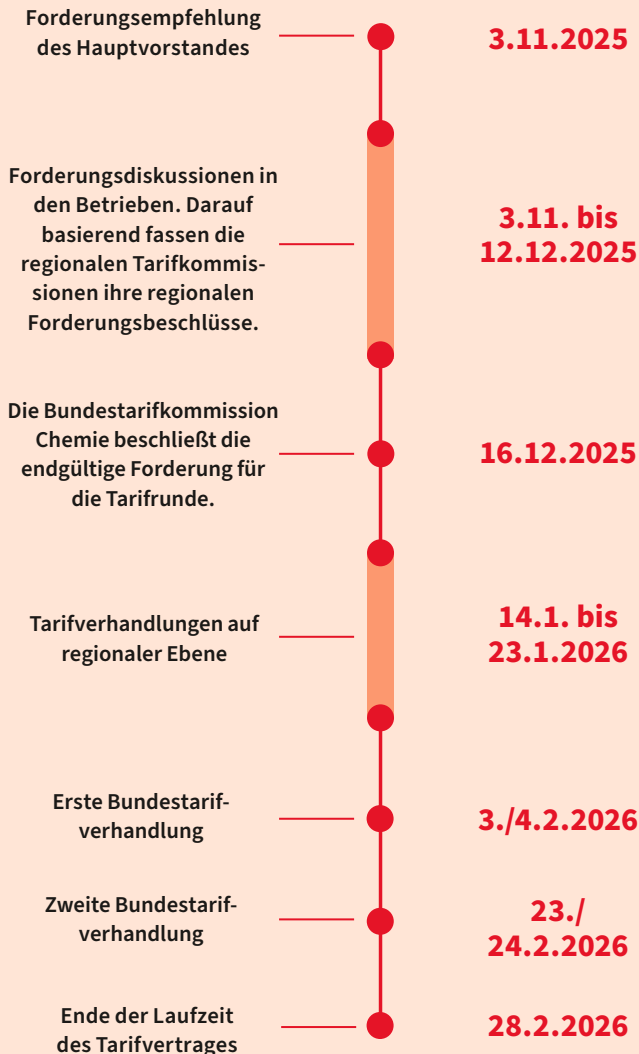 Forderungsempfehlung
des Hauptvorstandes
3.11.2025
Forderungsdiskussionen in
den Betrieben. Darauf
basierend fassen die
regionalen Tarifkommis-
sionen ihre regionalen
Forderungsbeschlüsse.
3.11. bis
12.12.2025
Die Bundestarifkommission
Chemie beschließt die
endgültige Forderung für
die Tarifrunde.
16.12.2025
Tarifverhandlungen auf
regionaler Ebene
14.1. bis
23.1.2026
Erste Bundestarif-
verhandlung
3./4.2.2026
Zweite Bundestarif-
verhandlung
23./
24.2.2026
Ende der Laufzeit
des Tarifvertrages
28.2.2026